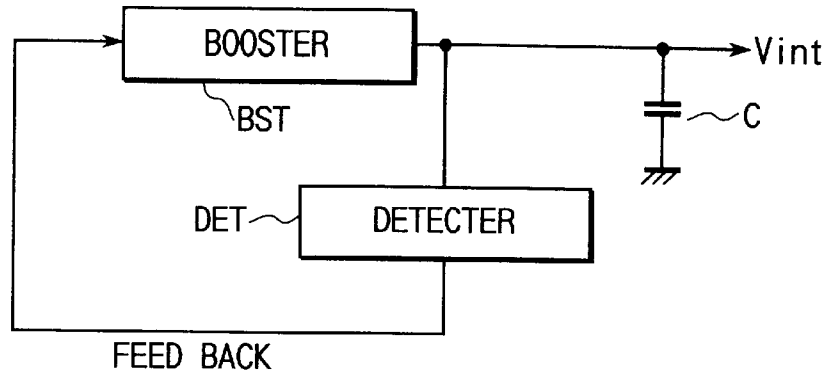 BOOSTER
Vint
BST
C
DET
DETECTER
FEED BACK